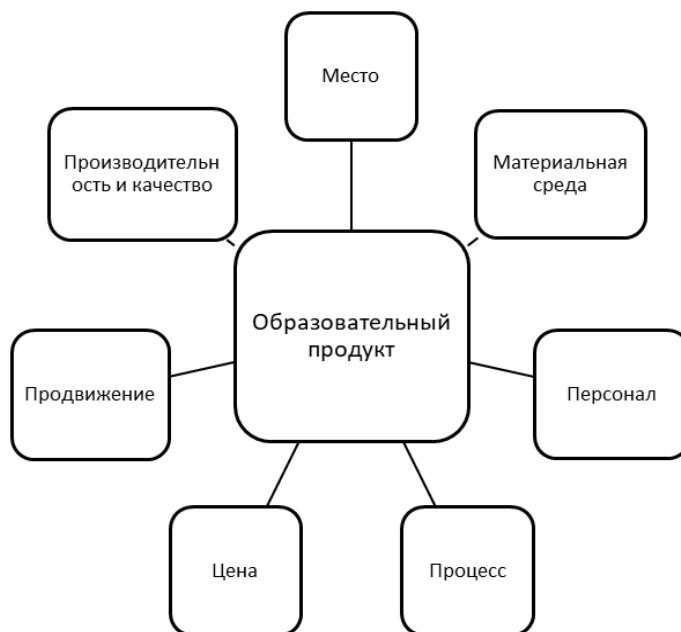 Место
Производительн
ость и качество
Материальная
среда
Образовательный
продукт
Продвижение
Персонал
Цена
Процесс